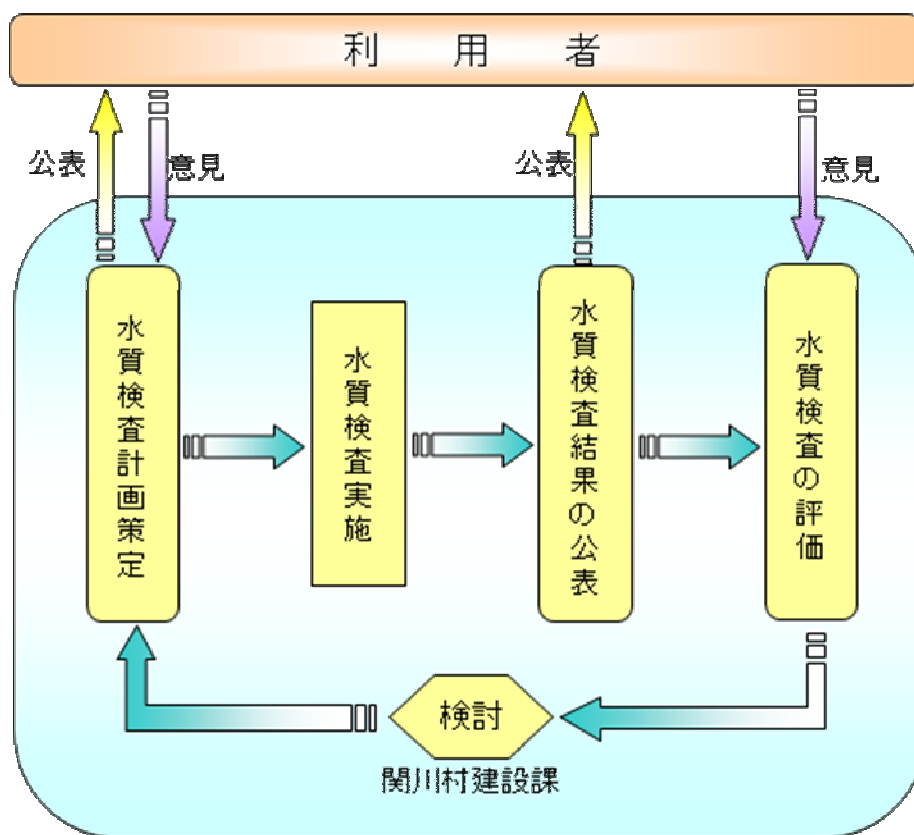 利用者
公表
意見
公表
意見
水質検査計画策定
水質検査実施
水質検査結果の公表
水質検査の評価
検討
関川村建設課